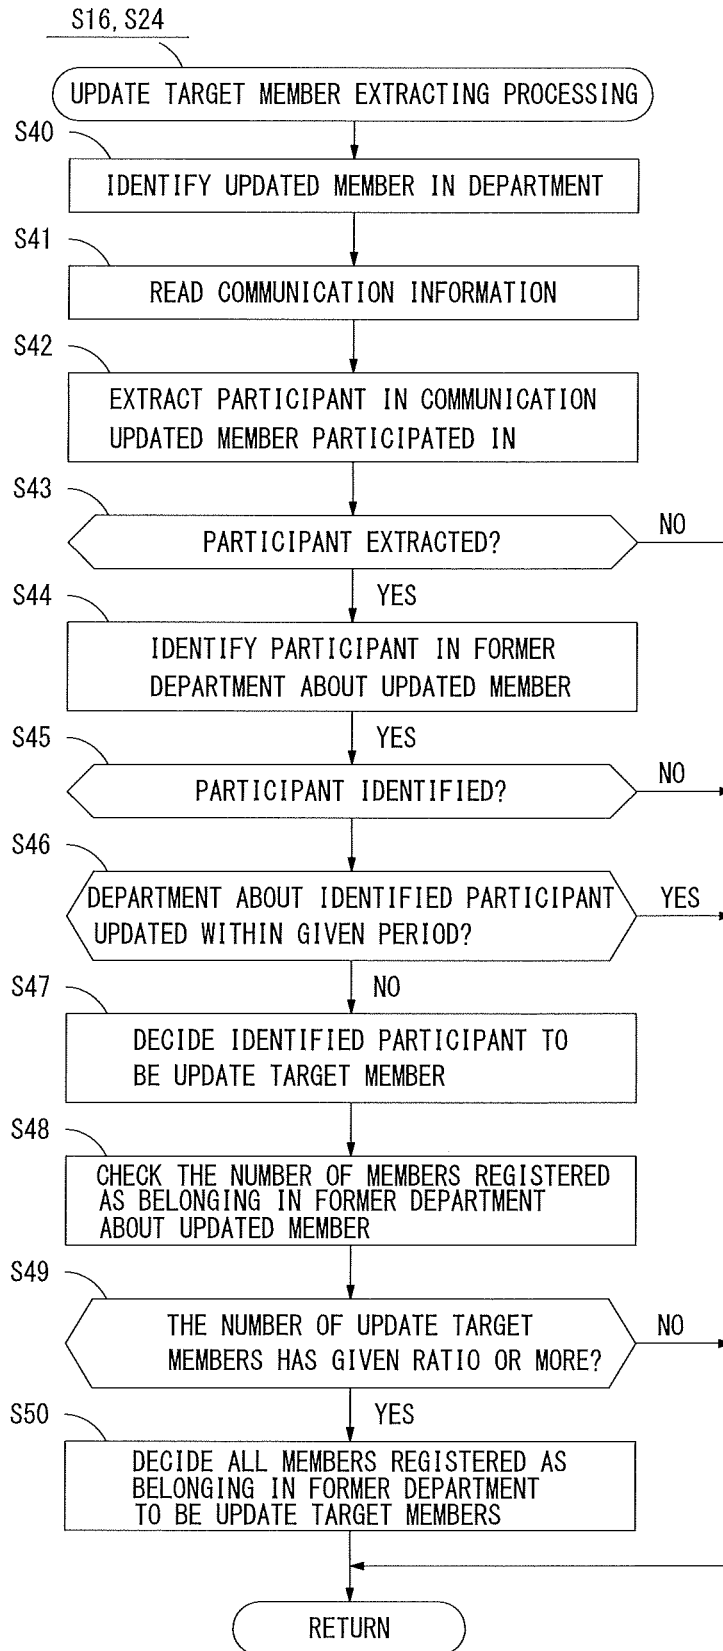 S16, S24
UPDATE TARGET MEMBER EXTRACTING PROCESSING
S40
IDENTIFY UPDATED MEMBER IN DEPARTMENT
S41
READ COMMUNICATION INFORMATION
S42
EXTRACT PARTICIPANT IN COMMUNICATION
UPDATED MEMBER PARTICIPATED IN
S43
PARTICIPANT EXTRACTED?
NO
YES
S44
IDENTIFY PARTICIPANT IN FORMER
DEPARTMENT ABOUT UPDATED MEMBER
YES
S45
PARTICIPANT IDENTIFIED?
NO
S46
DEPARTMENT ABOUT IDENTIFIED PARTICIPANT
UPDATED WITHIN GIVEN PERIOD?
YES
NO
S47
DECIDE IDENTIFIED PARTICIPANT TO
BE UPDATE TARGET MEMBER
S48
CHECK THE NUMBER OF MEMBERS REGISTERED
AS BELONGING IN FORMER DEPARTMENT
ABOUT UPDATED MEMBER
S49
THE NUMBER OF UPDATE TARGET
MEMBERS HAS GIVEN RATIO OR MORE?
NO
YES
S50
DECIDE ALL MEMBERS REGISTERED AS
BELONGING IN FORMER DEPARTMENT
TO BE UPDATE TARGET MEMBERS
RETURN